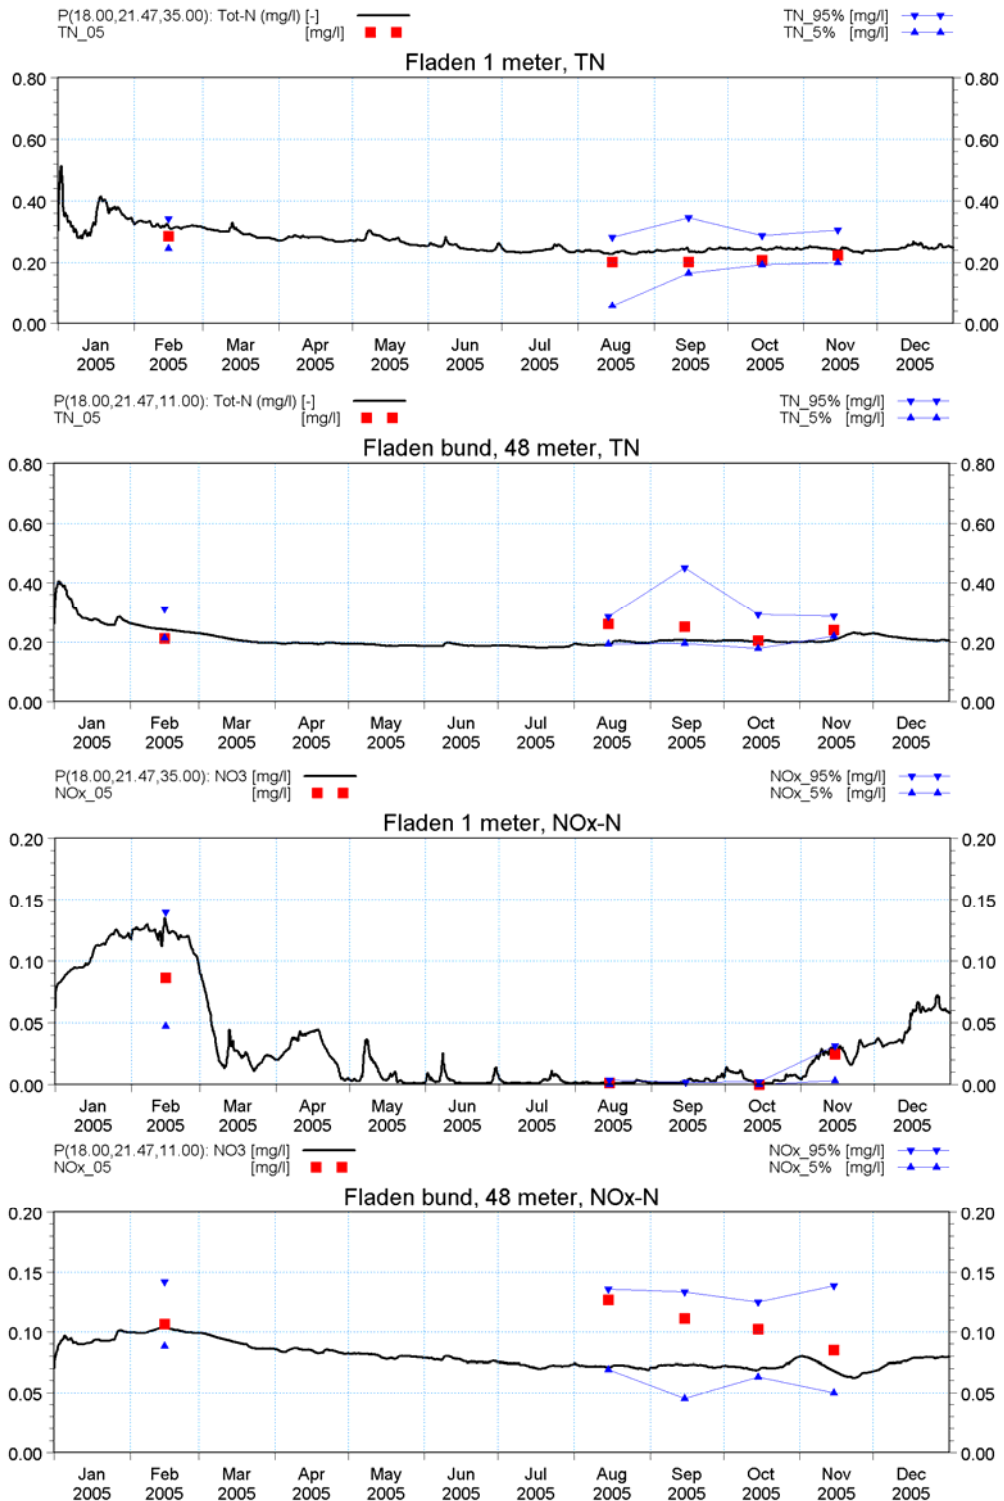 P(18.00,21.47,35.00): Tot-N (mg/l) [-] TN_95% [mg/l]
TN_05 [mg/l] TN_5% [mg/l]
Fladen 1 meter, TN
0.80 0.80
0.60 0.60
0.40 0.40
0.20 0.20
0.00 0.00
Jan Feb Mar Apr May Jun Jul Aug Sep Oct Nov Dec
2005 2005 2005 2005 2005 2005 2005 2005 2005 2005 2005 2005
P(18.00,21.47,11.00): Tot-N (mg/l) [-] TN_95% [mg/l]
TN_05 [mg/l] TN_5% [mg/l]
Fladen bund, 48 meter, TN
0.80 0.80
0.60 0.60
0.40 0.40
0.20 0.20
0.00 0.00
Jan Feb Mar Apr May Jun Jul Aug Sep Oct Nov Dec
2005 2005 2005 2005 2005 2005 2005 2005 2005 2005 2005 2005
P(18.00,21.47,35.00): NO3 [mg/l] NOx_95% [mg/l]
NOx_05 [mg/l] NOx_5% [mg/l]
Fladen 1 meter, NOx-N
0.20 0.20
0.15 0.15
0.10 0.10
0.05 0.05
0.00 0.00
Jan Feb Mar Apr May Jun Jul Aug Sep Oct Nov Dec
2005 2005 2005 2005 2005 2005 2005 2005 2005 2005 2005 2005
P(18.00,21.47,11.00): NO3 [mg/l] NOx_95% [mg/l]
NOx_05 [mg/l] NOx_5% [mg/l]
Fladen bund, 48 meter, NOx-N
0.20 0.20
0.15 0.15
0.10 0.10
0.05 0.05
0.00 0.00
Jan Feb Mar Apr May Jun Jul Aug Sep Oct Nov Dec
2005 2005 2005 2005 2005 2005 2005 2005 2005 2005 2005 2005